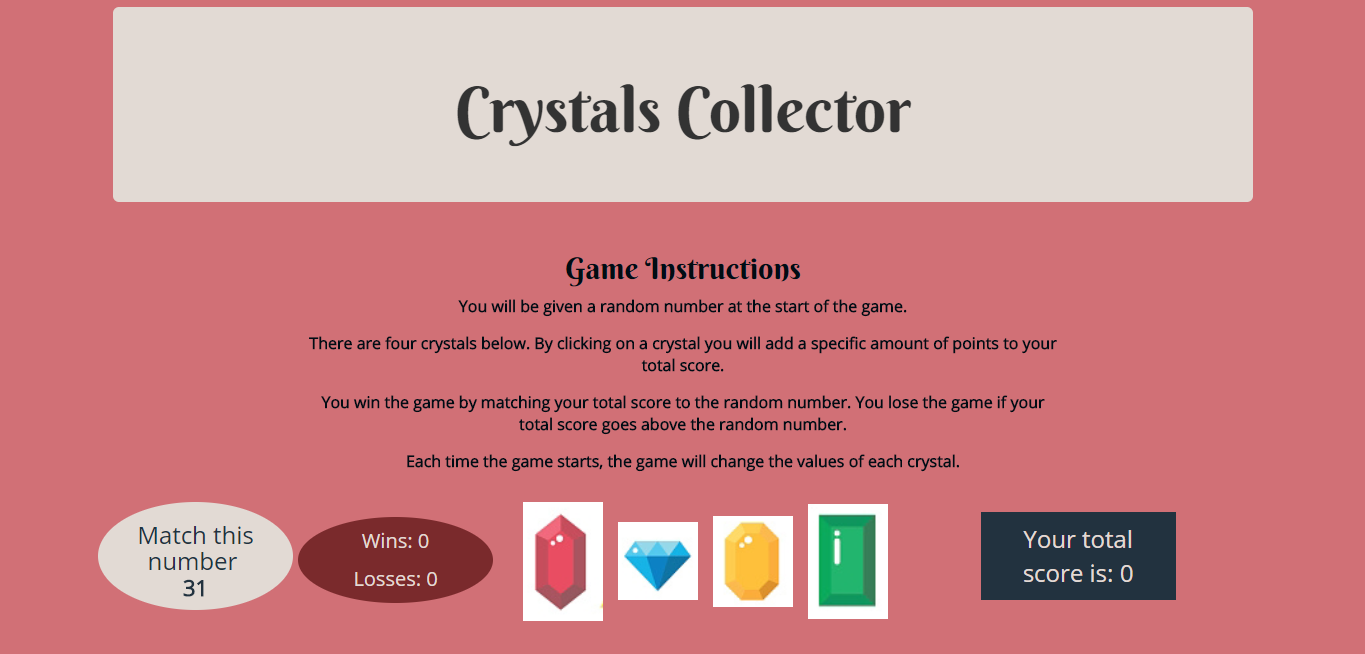 Crystals Collector
Game Instructions
You will be given a random number at the start of the game.
There are four crystals below. By clicking on a crystal you will add a specific amount of points to your
total score.
You win the game by matching your total score to the random number. You lose the game if your
total score goes above the random number.
Each time the game starts, the game will change the values of each crystal.
Match this
number
31
Wins: 0
Losses: 0
Your total
score is: 0